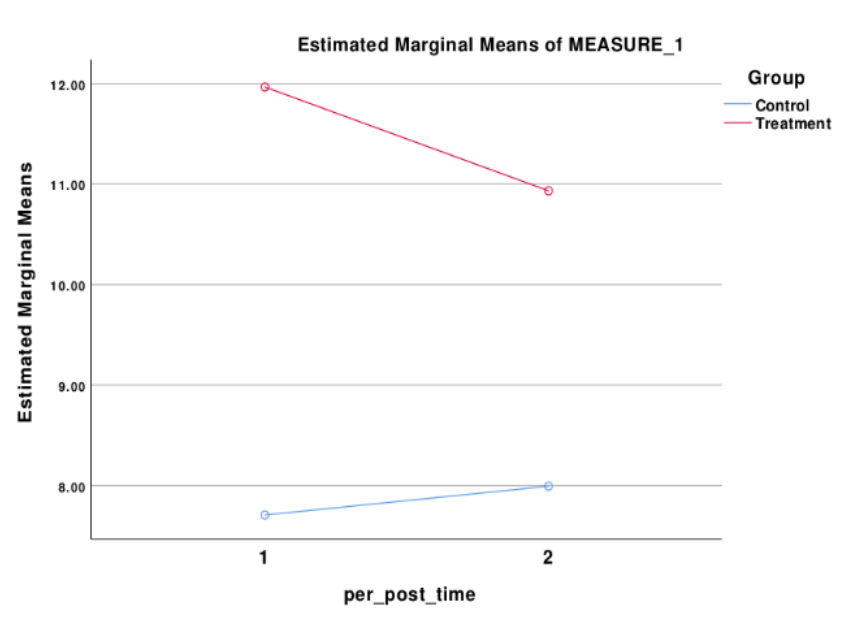 Estimated Marginal Means of MEASURE_1
Group
Control
Treatment
Estimated Marginal Means
12.00
11.00
10.00
9.00
8.00
1
2
per_post_time